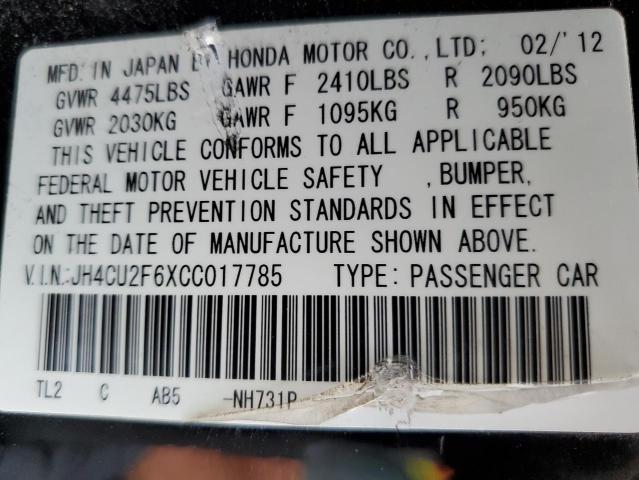 MFD. IN JAPAN BY HONDA MOTOR CO.,LTD; 02/'12
GVWR 4475LBS GAWR F 2410LBS R 2090LBS
GVWR 2030KG GAWR F 1095KG R 950KG
THIS VEHICLE CONFORMS TO ALL APPLICABLE
FEDERAL MOTOR VEHICLE SAFETY ,BUMPER,
AND THEFT PREVENTION STANDARDS IN EFFECT
ON THE DATE OF MANUFACTURE SHOWN ABOVE.
V.I.N.:JH4CU2F6XCC017785 TYPE: PASSENGER CAR
TL2 C AB5 -NH731P